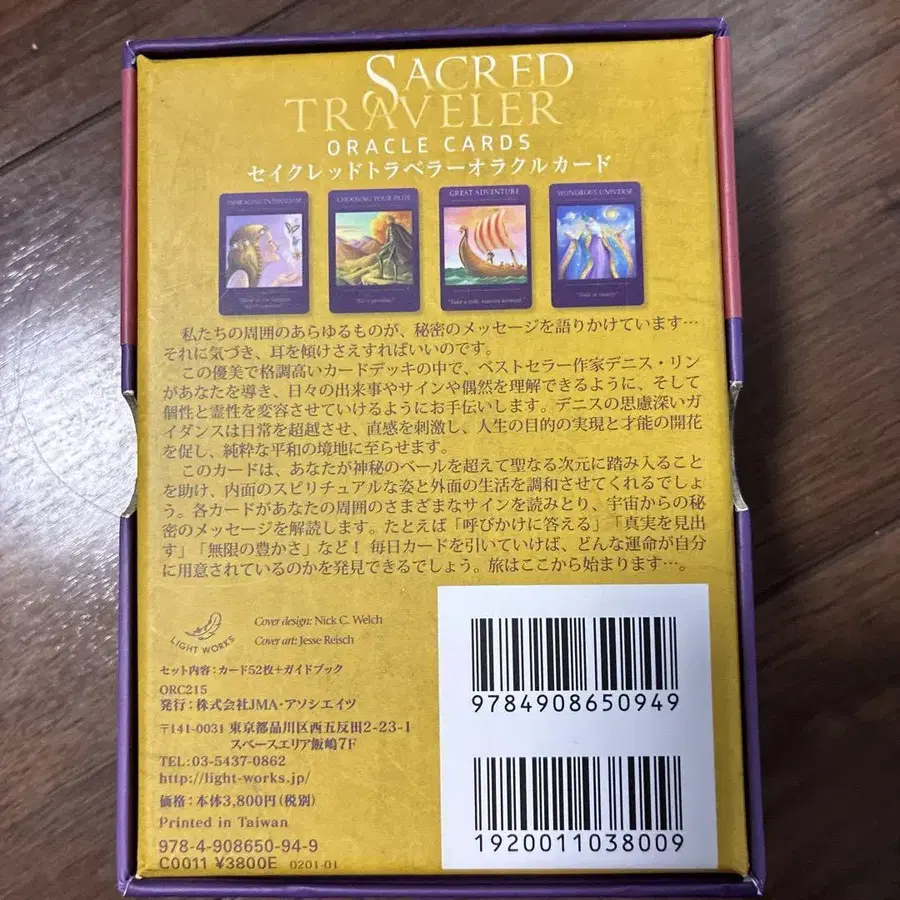 SACRED
TRAVELER
ORACLE CARDS
セイクレッドトラベラーオラクルカード
CHOOSING YOUR PATH
GREAT ADVENTURE
WONDROUS UNIVERSE
私たちの周囲のあらゆるものが、秘密のメッセージを語りかけています…
それに気づき、耳を傾けさえすればいいのです。
この優美で格調高いカードデッキの中で、ベストセラー作家デニス・リン
があなたを導き、日々の出来事やサインや偶然を理解できるように、そして
個性と霊性を変容させていけるようにお手伝いします。デニスの思慮深いガ
イダンスは日常を超越させ、直感を刺激し、人生の目的の実現と才能の開花
を促し、純粋な平和の境地に至らせます。
このカードは、あなたが神秘のベールを超えて聖なる次元に踏み入ること
を助け、内面のスピリチュアルな姿と外面の生活を調和させてくれるでしょ
う。各カードがあなたの周囲のさまざまなサインを読みとり、宇宙からの秘
密のメッセージを解読します。たとえば「呼びかけに答える」「真実を見出
す」「無限の豊かさ」など！ 毎日カードを引いていけば、どんな運命が自分
に用意されているのかを発見できるでしょう。旅はここから始まります…。
LIGHT WORKS
Cover design: Nick C. Welch
Cover art: Jesse Reisch
セット内容：カード52枚＋ガイドブック
ORC215
発行：株式会社JMA・アソシエイツ
〒141-0031 東京都品川区西五反田2-23-1
スペースエリア飯嶋7F
TEL:03-5437-0862
http://light-works.jp/
価格：本体3,800円（税別）
Printed in Taiwan
978-4-908650-94-9
C0011 ¥3800E 0201-01
9784908650949
1920011038009